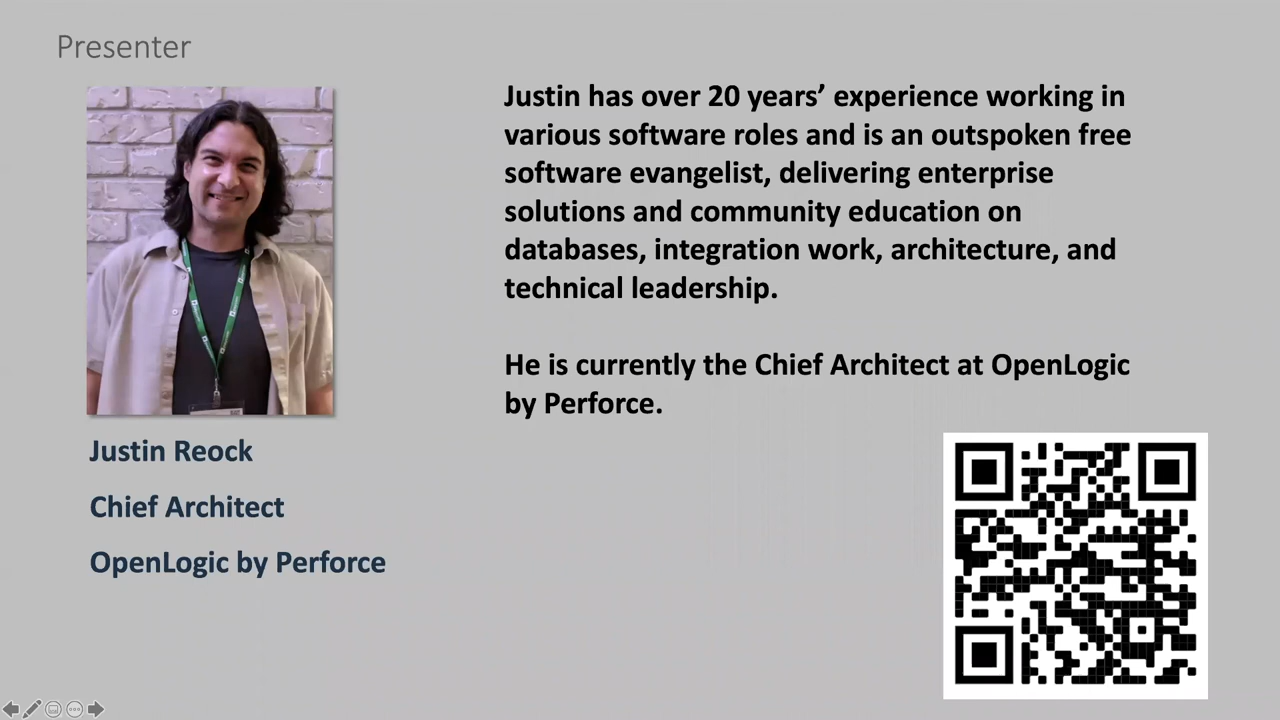 Presenter
Justin has over 20 years’ experience working in
various software roles and is an outspoken free
software evangelist, delivering enterprise
solutions and community education on
databases, integration work, architecture, and
technical leadership.
He is currently the Chief Architect at OpenLogic
by Perforce.
Justin Reock
Chief Architect
OpenLogic by Perforce